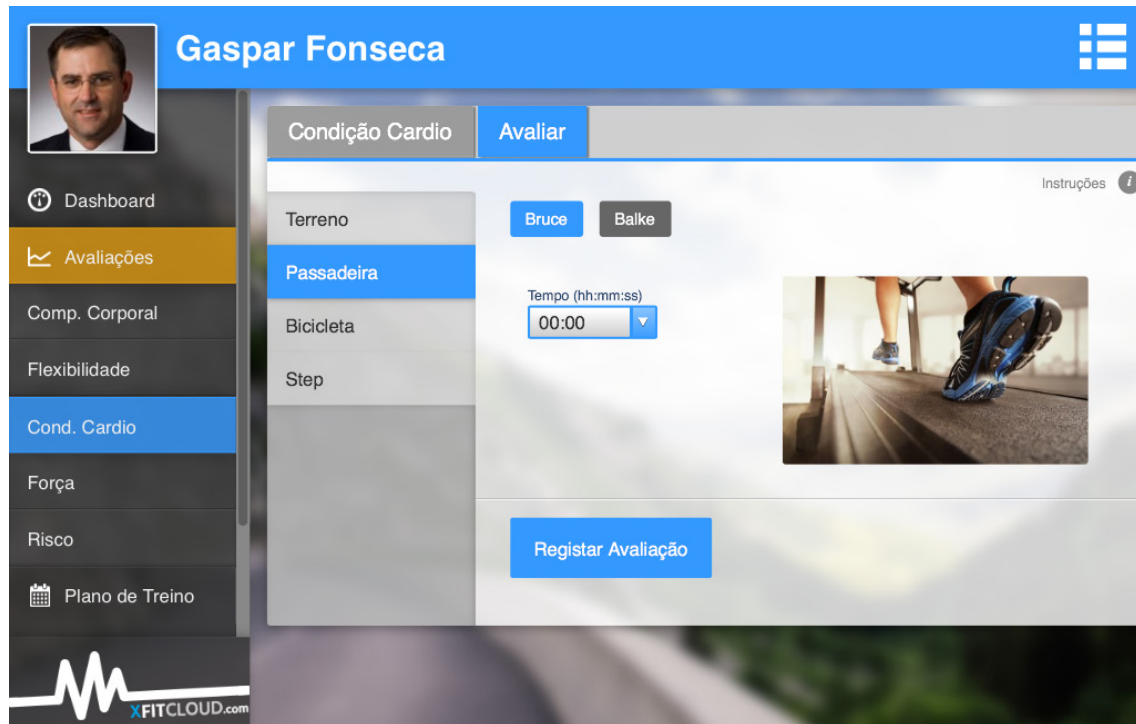 Gaspar Fonseca
Condição Cardio
Avaliar
Instruções i
Dashboard
Avaliações
Comp. Corporal
Flexibilidade
Cond. Cardio
Força
Risco
Plano de Treino
Terreno
Passadeira
Bicicleta
Step
Bruce
Balke
Tempo (hh:mm:ss)
00:00
Registar Avaliação
XFITCLOUD.com